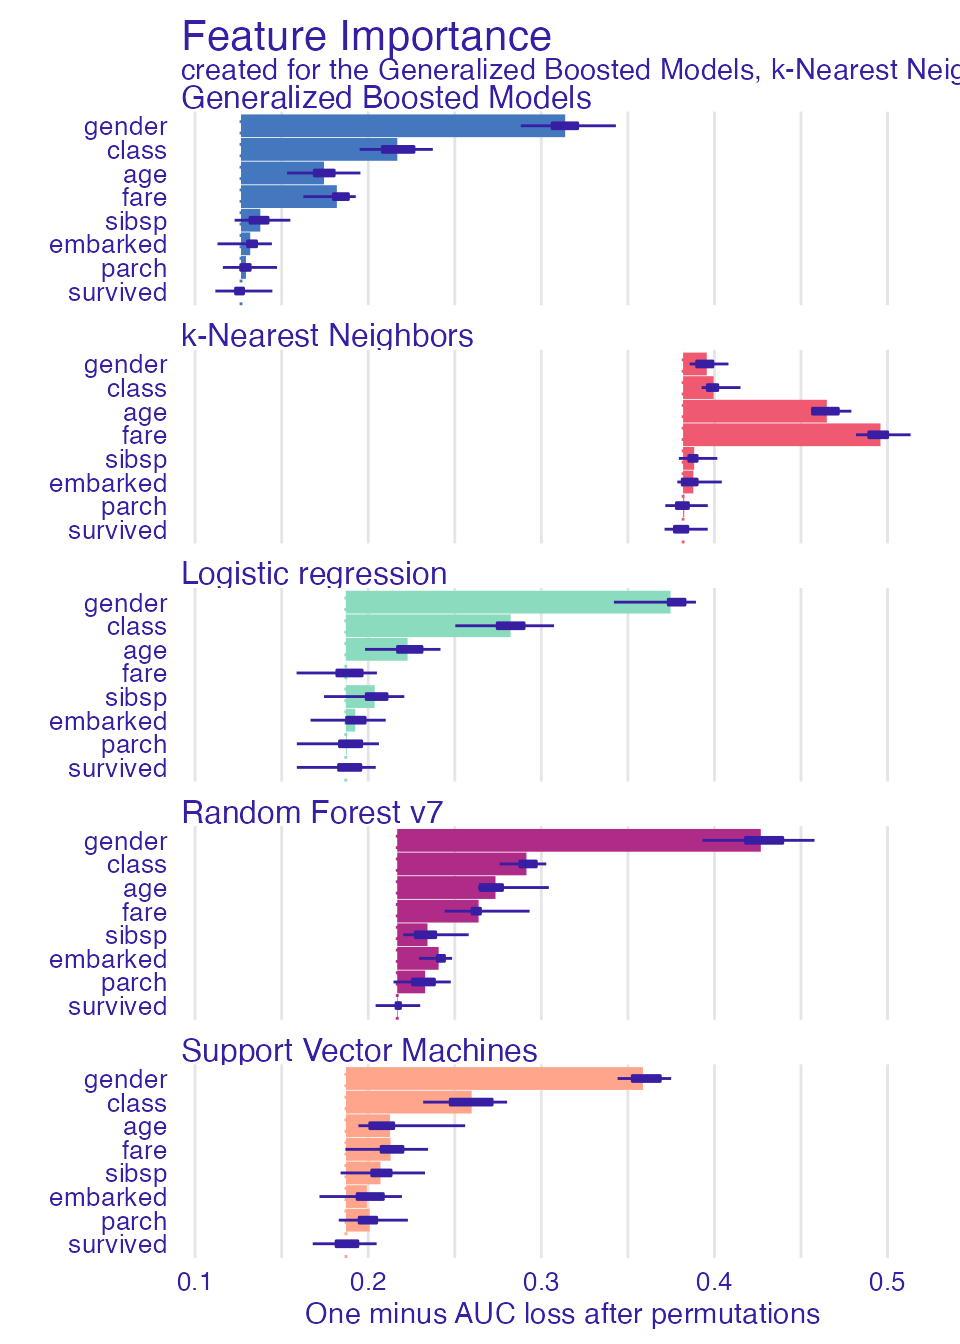 Feature Importance
created for the Generalized Boosted Models, k-Nearest Neig
Generalized Boosted Models
gender
class
age
fare
sibsp
embarked
parch
survived
k-Nearest Neighbors
gender
class
age
fare
sibsp
embarked
parch
survived
Logistic regression
gender
class
age
fare
sibsp
embarked
parch
survived
Random Forest v7
gender
class
age
fare
sibsp
embarked
parch
survived
Support Vector Machines
gender
class
age
fare
sibsp
embarked
parch
survived
0.1 0.2 0.3 0.4 0.5
One minus AUC loss after permutations